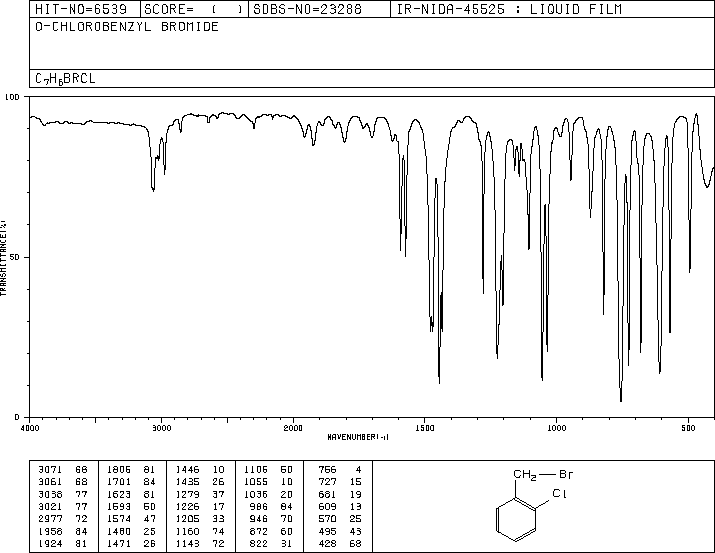 HIT-NO=6539 SCORE= ( ) SDBS-NO=23288 IR-NIDA-45525 : LIQUID FILM
O-CHLOROBENZYL BROMIDE
C7H6BRCL
100
TRANSMITTANCE(%)
50
0
4000 3000 2000 1500 1000 500
WAVENUMBER(-1)
3071 68 1806 81 1446 10 1106 50 756 4
3061 68 1701 84 1435 26 1055 10 727 15
3038 77 1623 81 1279 37 1036 20 681 19
3021 77 1593 50 1226 17 986 84 609 13
2977 72 1574 47 1205 33 946 70 570 25
1958 84 1480 25 1160 74 872 60 495 43
1924 81 1471 26 1143 72 822 31 428 68
CH2 Br
Cl